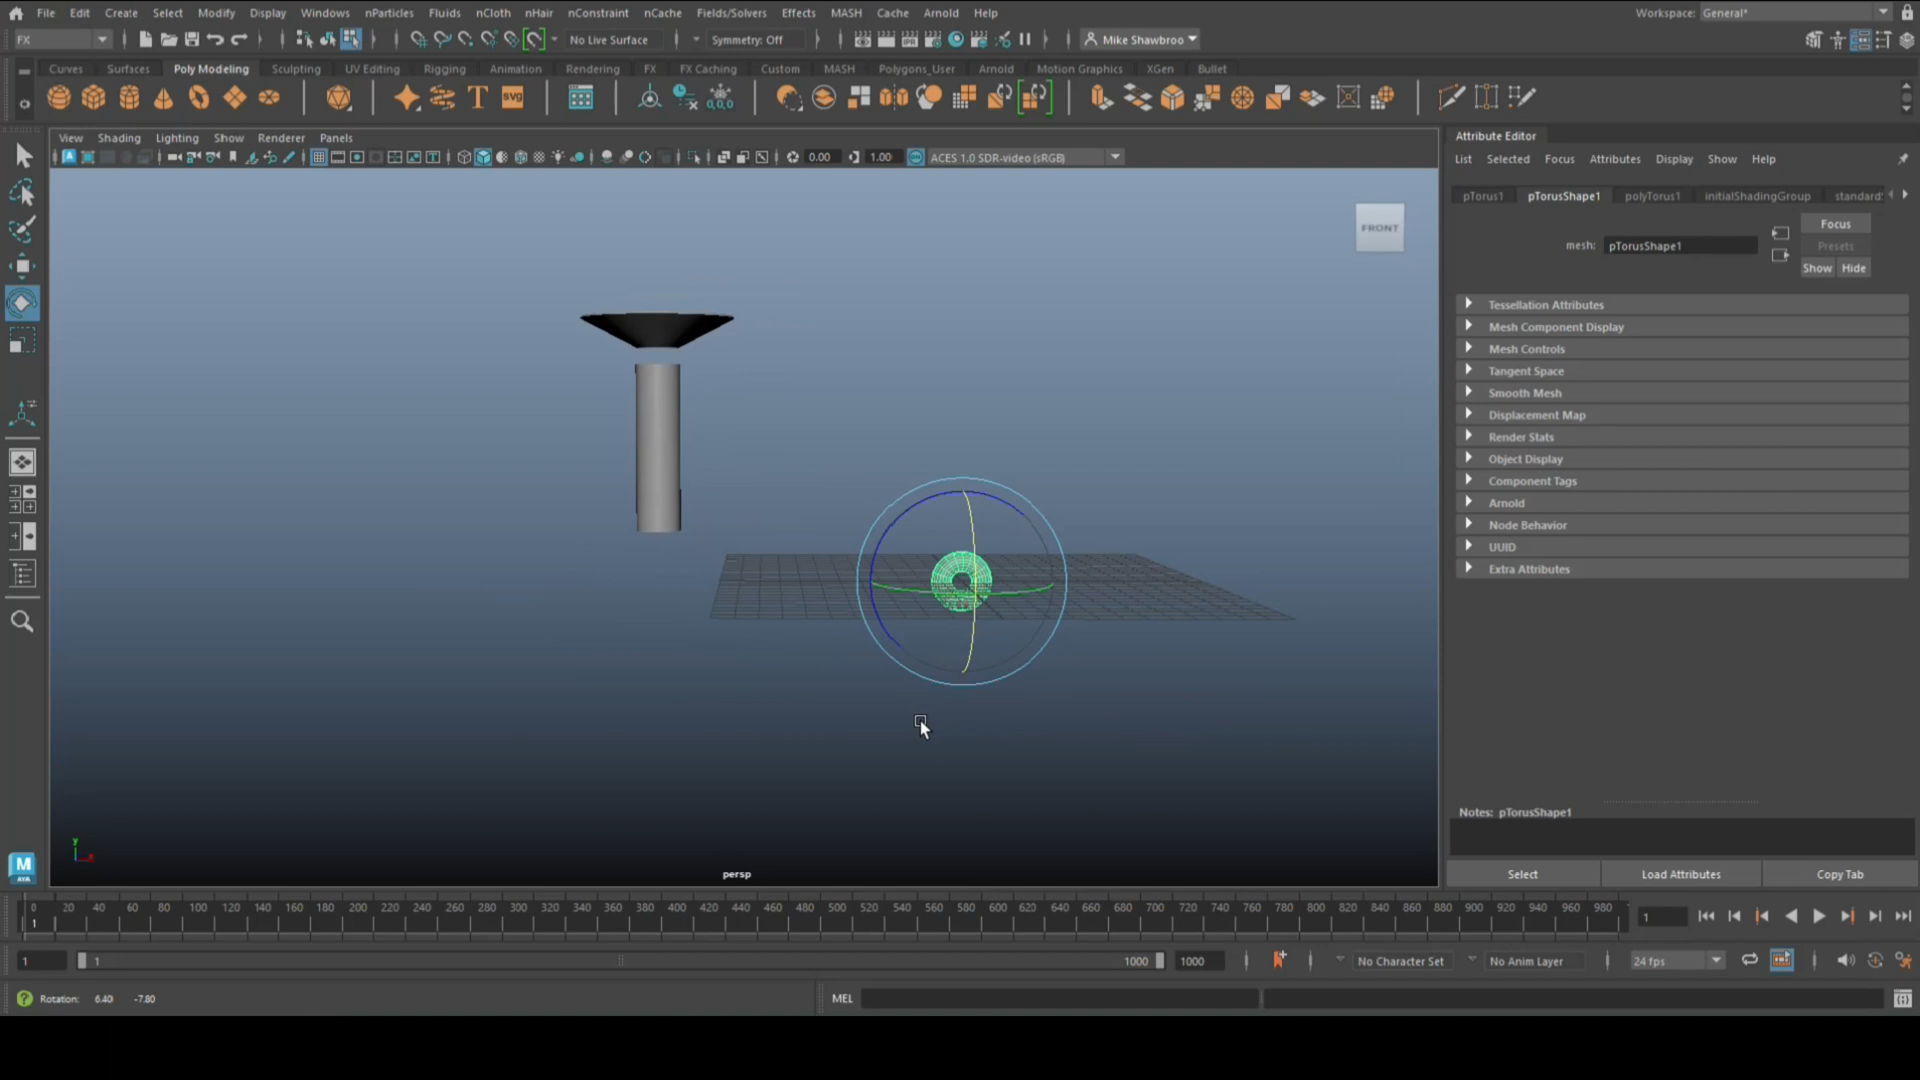 File Edit Create Select Modify Display Windows nParticles Fluids nCloth nHair nConstraint nCache Fields/Solvers Effects MASH Cache Arnold Help Workspace: General*
FX No Live Surface Symmetry: Off Mike Shawbroo
Curves Surfaces Poly Modeling Sculpting UV Editing Rigging Animation Rendering FX FX Caching Custom MASH Polygons_User Arnold Motion Graphics XGen Bullet
T SVG 0,0,0
View Shading Lighting Show Renderer Panels
0.00 1.00 ACES 1.0 SDR-video (sRGB)
FRONT
y
x
persp
Attribute Editor
List Selected Focus Attributes Display Show Help
pTorus1 pTorusShape1 polyTorus1 initialShadingGroup standard
Focus
mesh: pTorusShape1 Presets
Show Hide
Tessellation Attributes
Mesh Component Display
Mesh Controls
Tangent Space
Smooth Mesh
Displacement Map
Render Stats
Object Display
Component Tags
Arnold
Node Behavior
UUID
Extra Attributes
Notes: pTorusShape1
Select Load Attributes Copy Tab
M
0 20 40 60 80 100 120 140 160 180 200 220 240 260 280 300 320 340 360 380 400 420 440 460 480 500 520 540 560 580 600 620 640 660 680 700 720 740 760 780 800 820 840 860 880 900 920 940 960 980
1 1
1 1 1000 1000 No Character Set No Anim Layer 24 fps
Rotation: 6.40 -7.80 MEL